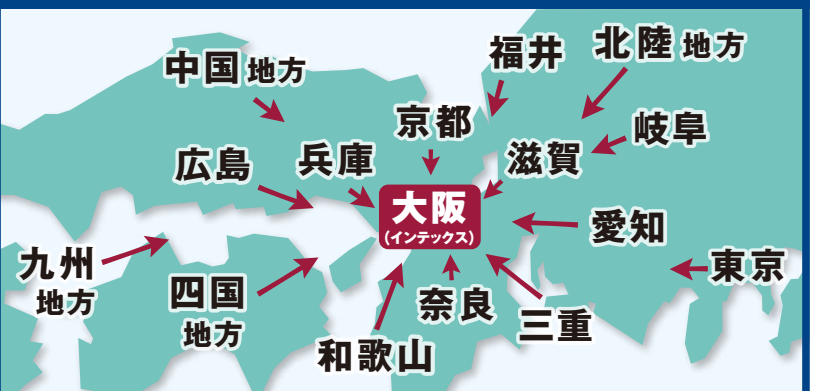 福井
北陸地方
中国地方
京都
岐阜
広島
兵庫
滋賀
大阪
(インテックス)
愛知
九州
地方
四国
地方
東京
奈良
三重
和歌山